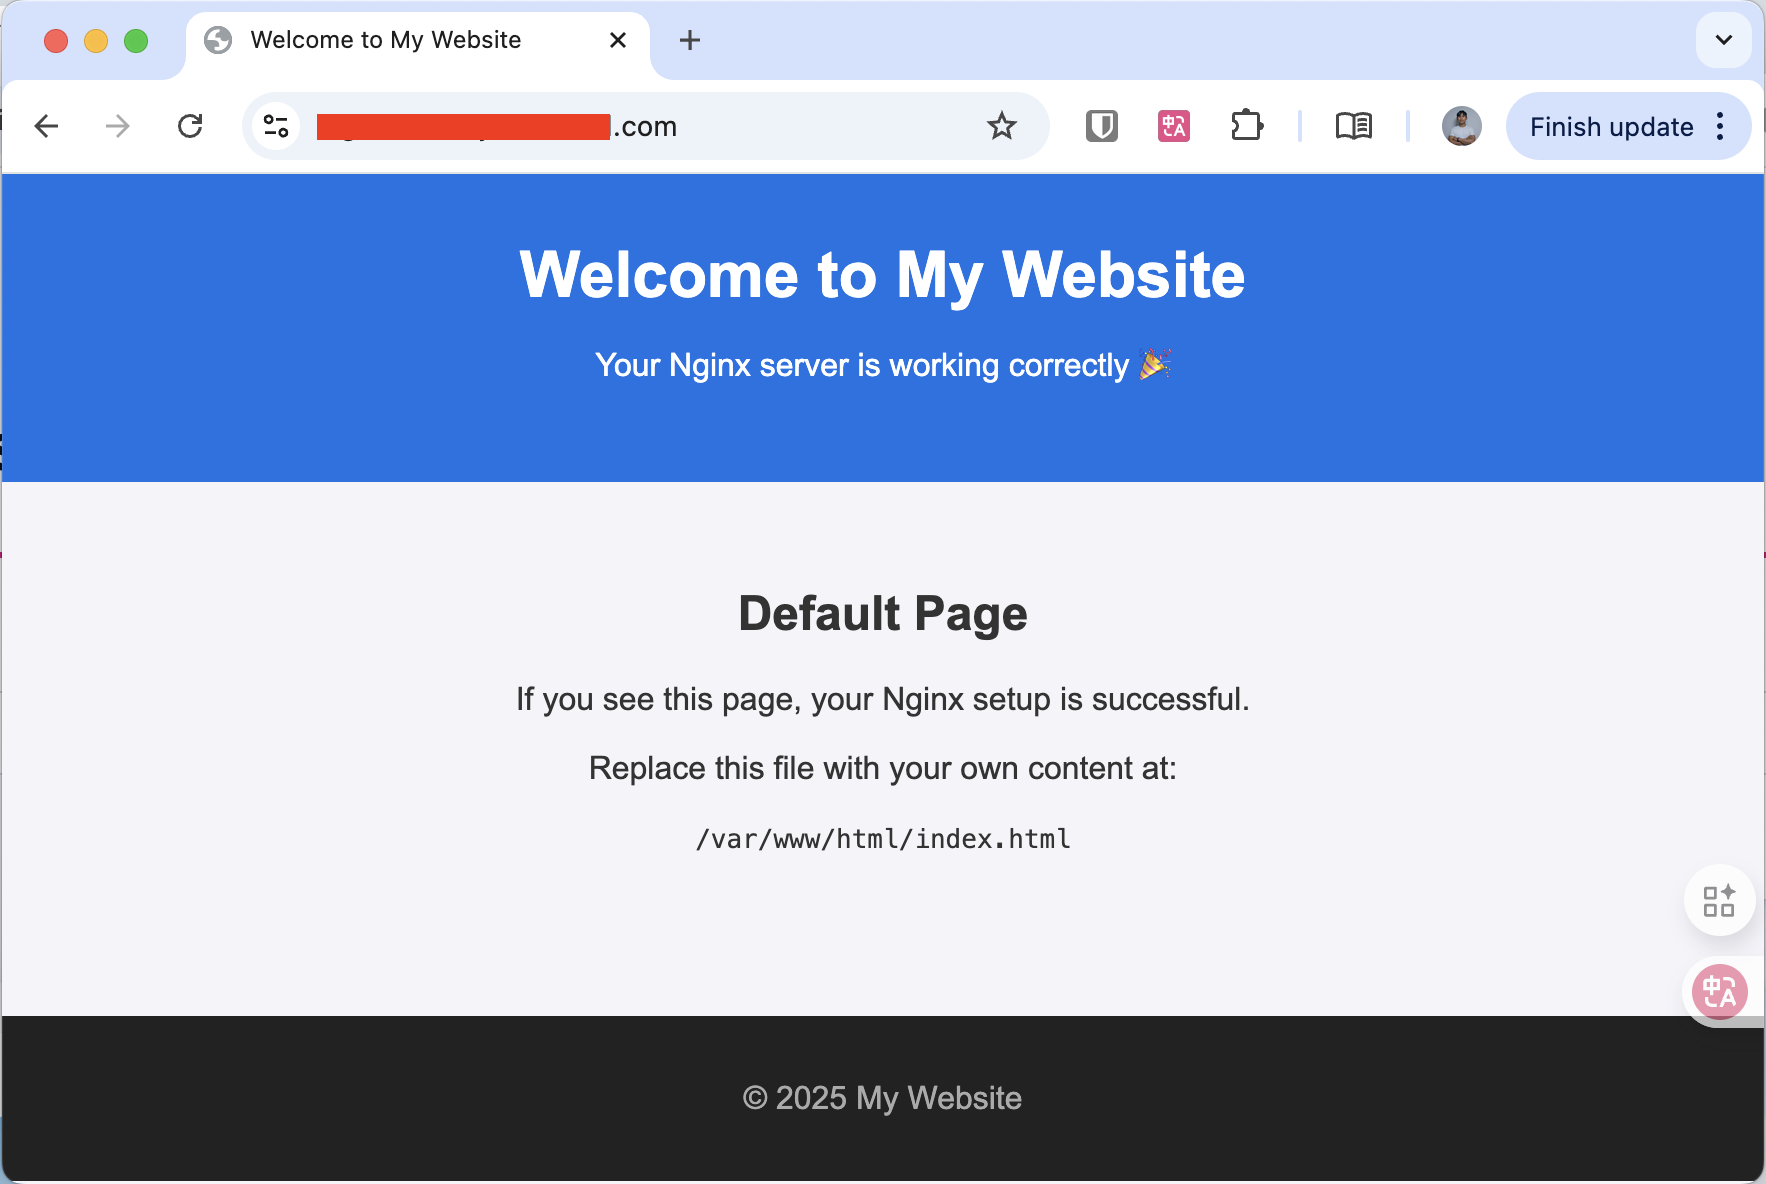 Welcome to My Website
.com
Finish update
Welcome to My Website
Your Nginx server is working correctly 🎉
Default Page
If you see this page, your Nginx setup is successful.
Replace this file with your own content at:
/var/www/html/index.html
© 2025 My Website